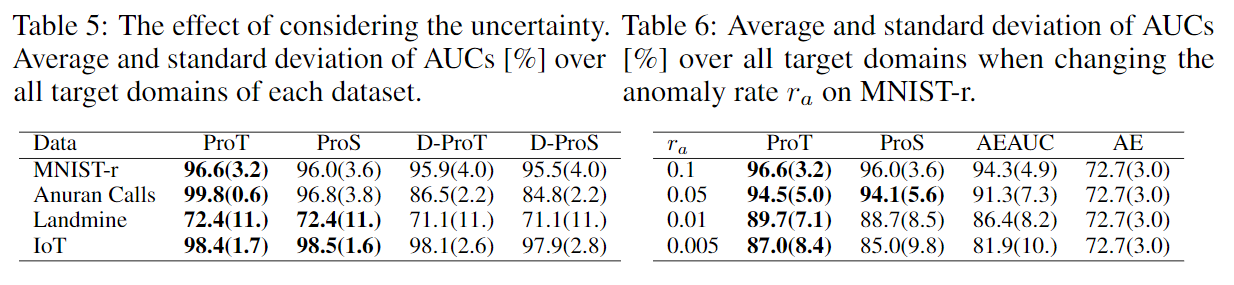 Table 5: The effect of considering the uncertainty.
Average and standard deviation of AUCs [%] over
all target domains of each dataset.
Data ProT ProS D-ProT D-ProS
MNIST-r 96.6(3.2) 96.0(3.6) 95.9(4.0) 95.5(4.0)
Anuran Calls 99.8(0.6) 96.8(3.8) 86.5(2.2) 84.8(2.2)
Landmine 72.4(11.) 72.4(11.) 71.1(11.) 71.1(11.)
IoT 98.4(1.7) 98.5(1.6) 98.1(2.6) 97.9(2.8)
Table 6: Average and standard deviation of AUCs
[%] over all target domains when changing the
anomaly rate r_a on MNIST-r.
r_a ProT ProS AEAUC AE
0.1 96.6(3.2) 96.0(3.6) 94.3(4.9) 72.7(3.0)
0.05 94.5(5.0) 94.1(5.6) 91.3(7.3) 72.7(3.0)
0.01 89.7(7.1) 88.7(8.5) 86.4(8.2) 72.7(3.0)
0.005 87.0(8.4) 85.0(9.8) 81.9(10.) 72.7(3.0)